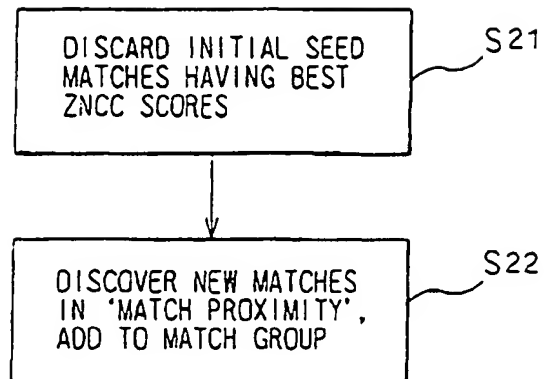 DISCARD INITIAL SEED
MATCHES HAVING BEST
ZNCC SCORES
S21
DISCOVER NEW MATCHES
IN 'MATCH PROXIMITY',
ADD TO MATCH GROUP
S22